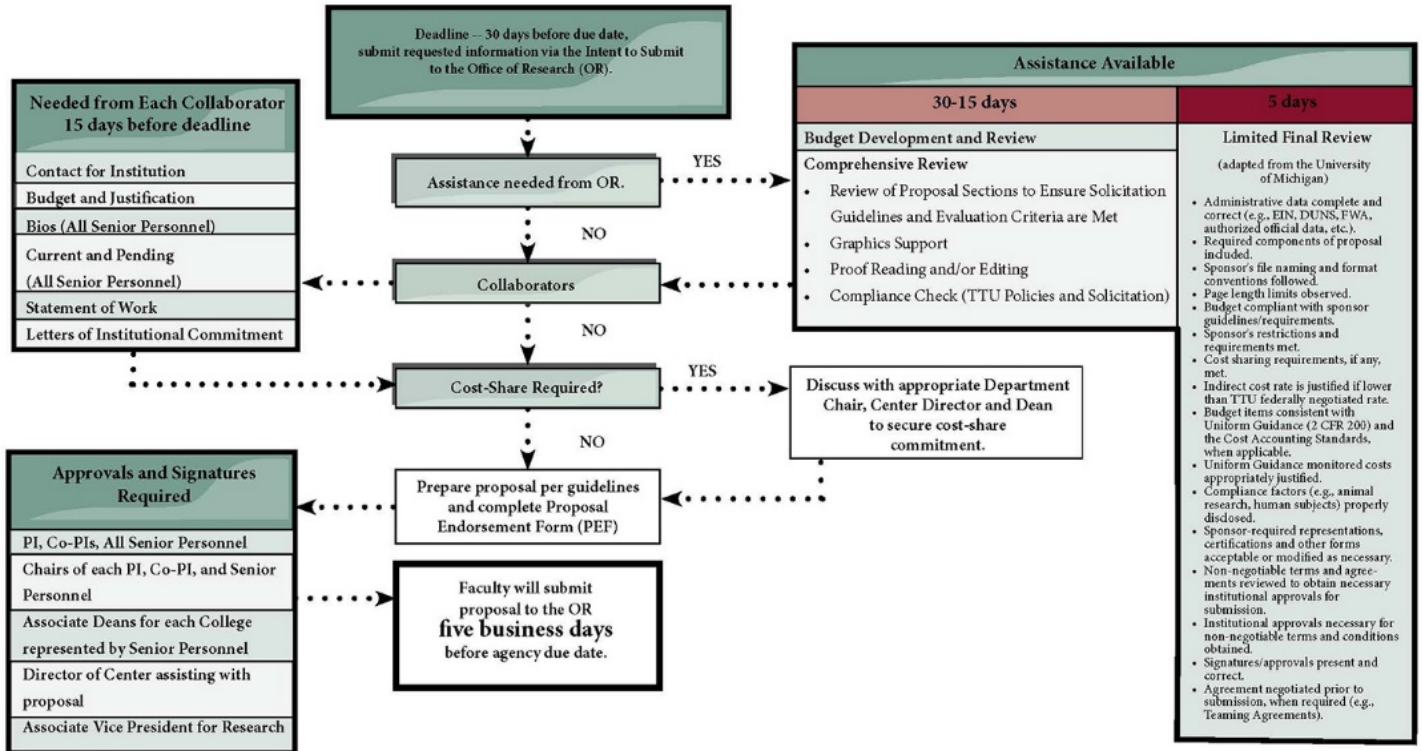 Deadline -- 30 days before due date,
submit requested information via the Intent to Submit
to the Office of Research (OR).
Needed from Each Collaborator
15 days before deadline
Contact for Institution
Budget and Justification
Bios (All Senior Personnel)
Current and Pending
(All Senior Personnel)
Statement of Work
Letters of Institutional Commitment
Assistance needed from OR.
YES
NO
Collaborators
NO
Cost-Share Required?
YES
NO
Discuss with appropriate Department
Chair, Center Director and Dean
to secure cost-share
commitment.
Prepare proposal per guidelines
and complete Proposal
Endorsement Form (PEF)
Approvals and Signatures
Required
PI, Co-PIs, All Senior Personnel
Chairs of each PI, Co-PI, and Senior
Personnel
Associate Deans for each College
represented by Senior Personnel
Director of Center assisting with
proposal
Associate Vice President for Research
Faculty will submit
proposal to the OR
five business days
before agency due date.
Assistance Available
30-15 days
Budget Development and Review
Comprehensive Review
• Review of Proposal Sections to Ensure Solicitation
Guidelines and Evaluation Criteria are Met
• Graphics Support
• Proof Reading and/or Editing
• Compliance Check (TTU Policies and Solicitation)
5 days
Limited Final Review
(adapted from the University
of Michigan)
• Administrative data complete and
correct (e.g., EIN, DUNS, FWA,
authorized official data, etc.).
• Required components of proposal
included.
• Sponsor's file naming and format
conventions followed.
• Page length limits observed.
• Budget compliant with sponsor
guidelines/requirements.
• Sponsor's restrictions and
requirements met.
• Cost sharing requirements, if any,
met.
• Indirect cost rate is justified if lower
than TTU federally negotiated rate.
• Budget items consistent with
Uniform Guidance (2 CFR 200) and
the Cost Accounting Standards,
when applicable.
• Uniform Guidance monitored costs
appropriately justified.
• Compliance factors (e.g., animal
research, human subjects) properly
disclosed.
• Sponsor-required representations,
certifications and other forms
acceptable or modified as necessary.
• Non-negotiable terms and agree-
ments reviewed to obtain necessary
institutional approvals for
submission.
• Institutional approvals necessary for
non-negotiable terms and conditions
obtained.
• Signatures/approvals present and
correct.
• Agreement negotiated prior to
submission, when required (e.g.,
Teaming Agreements).